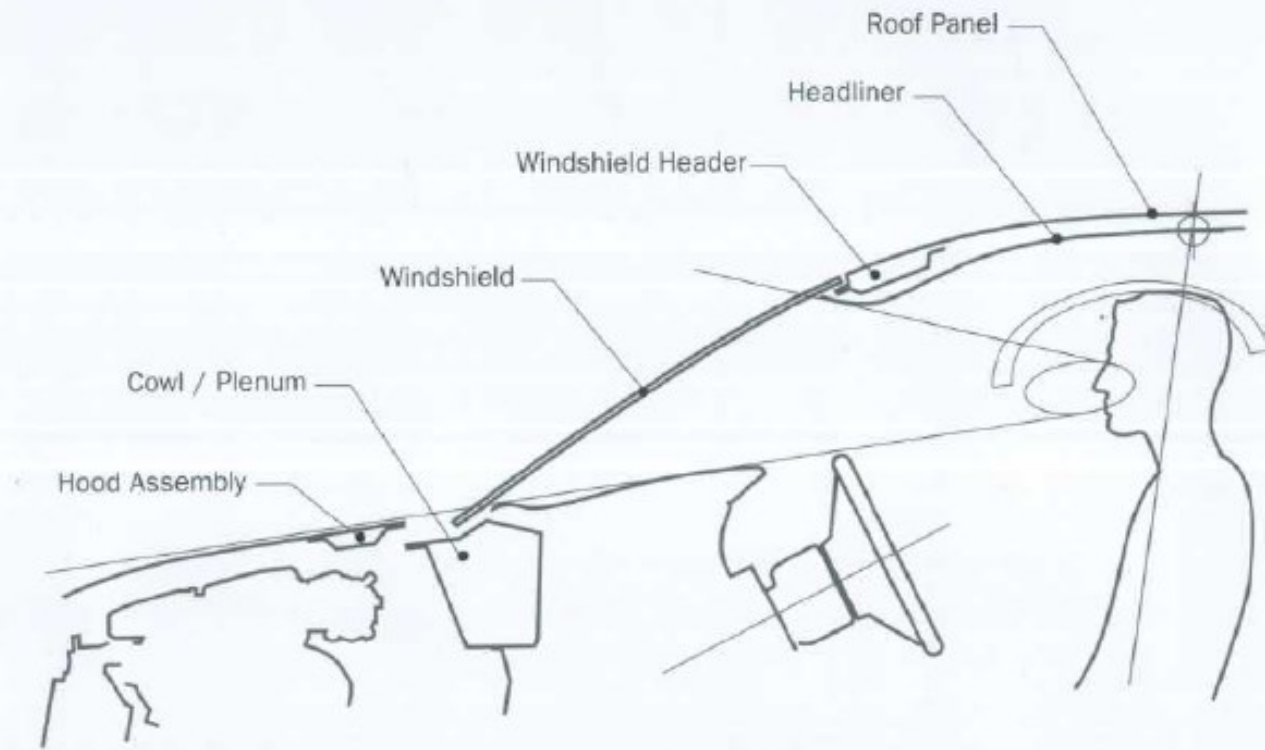 Roof Panel
Headliner
Windshield Header
Windshield
Cowl / Plenum
Hood Assembly